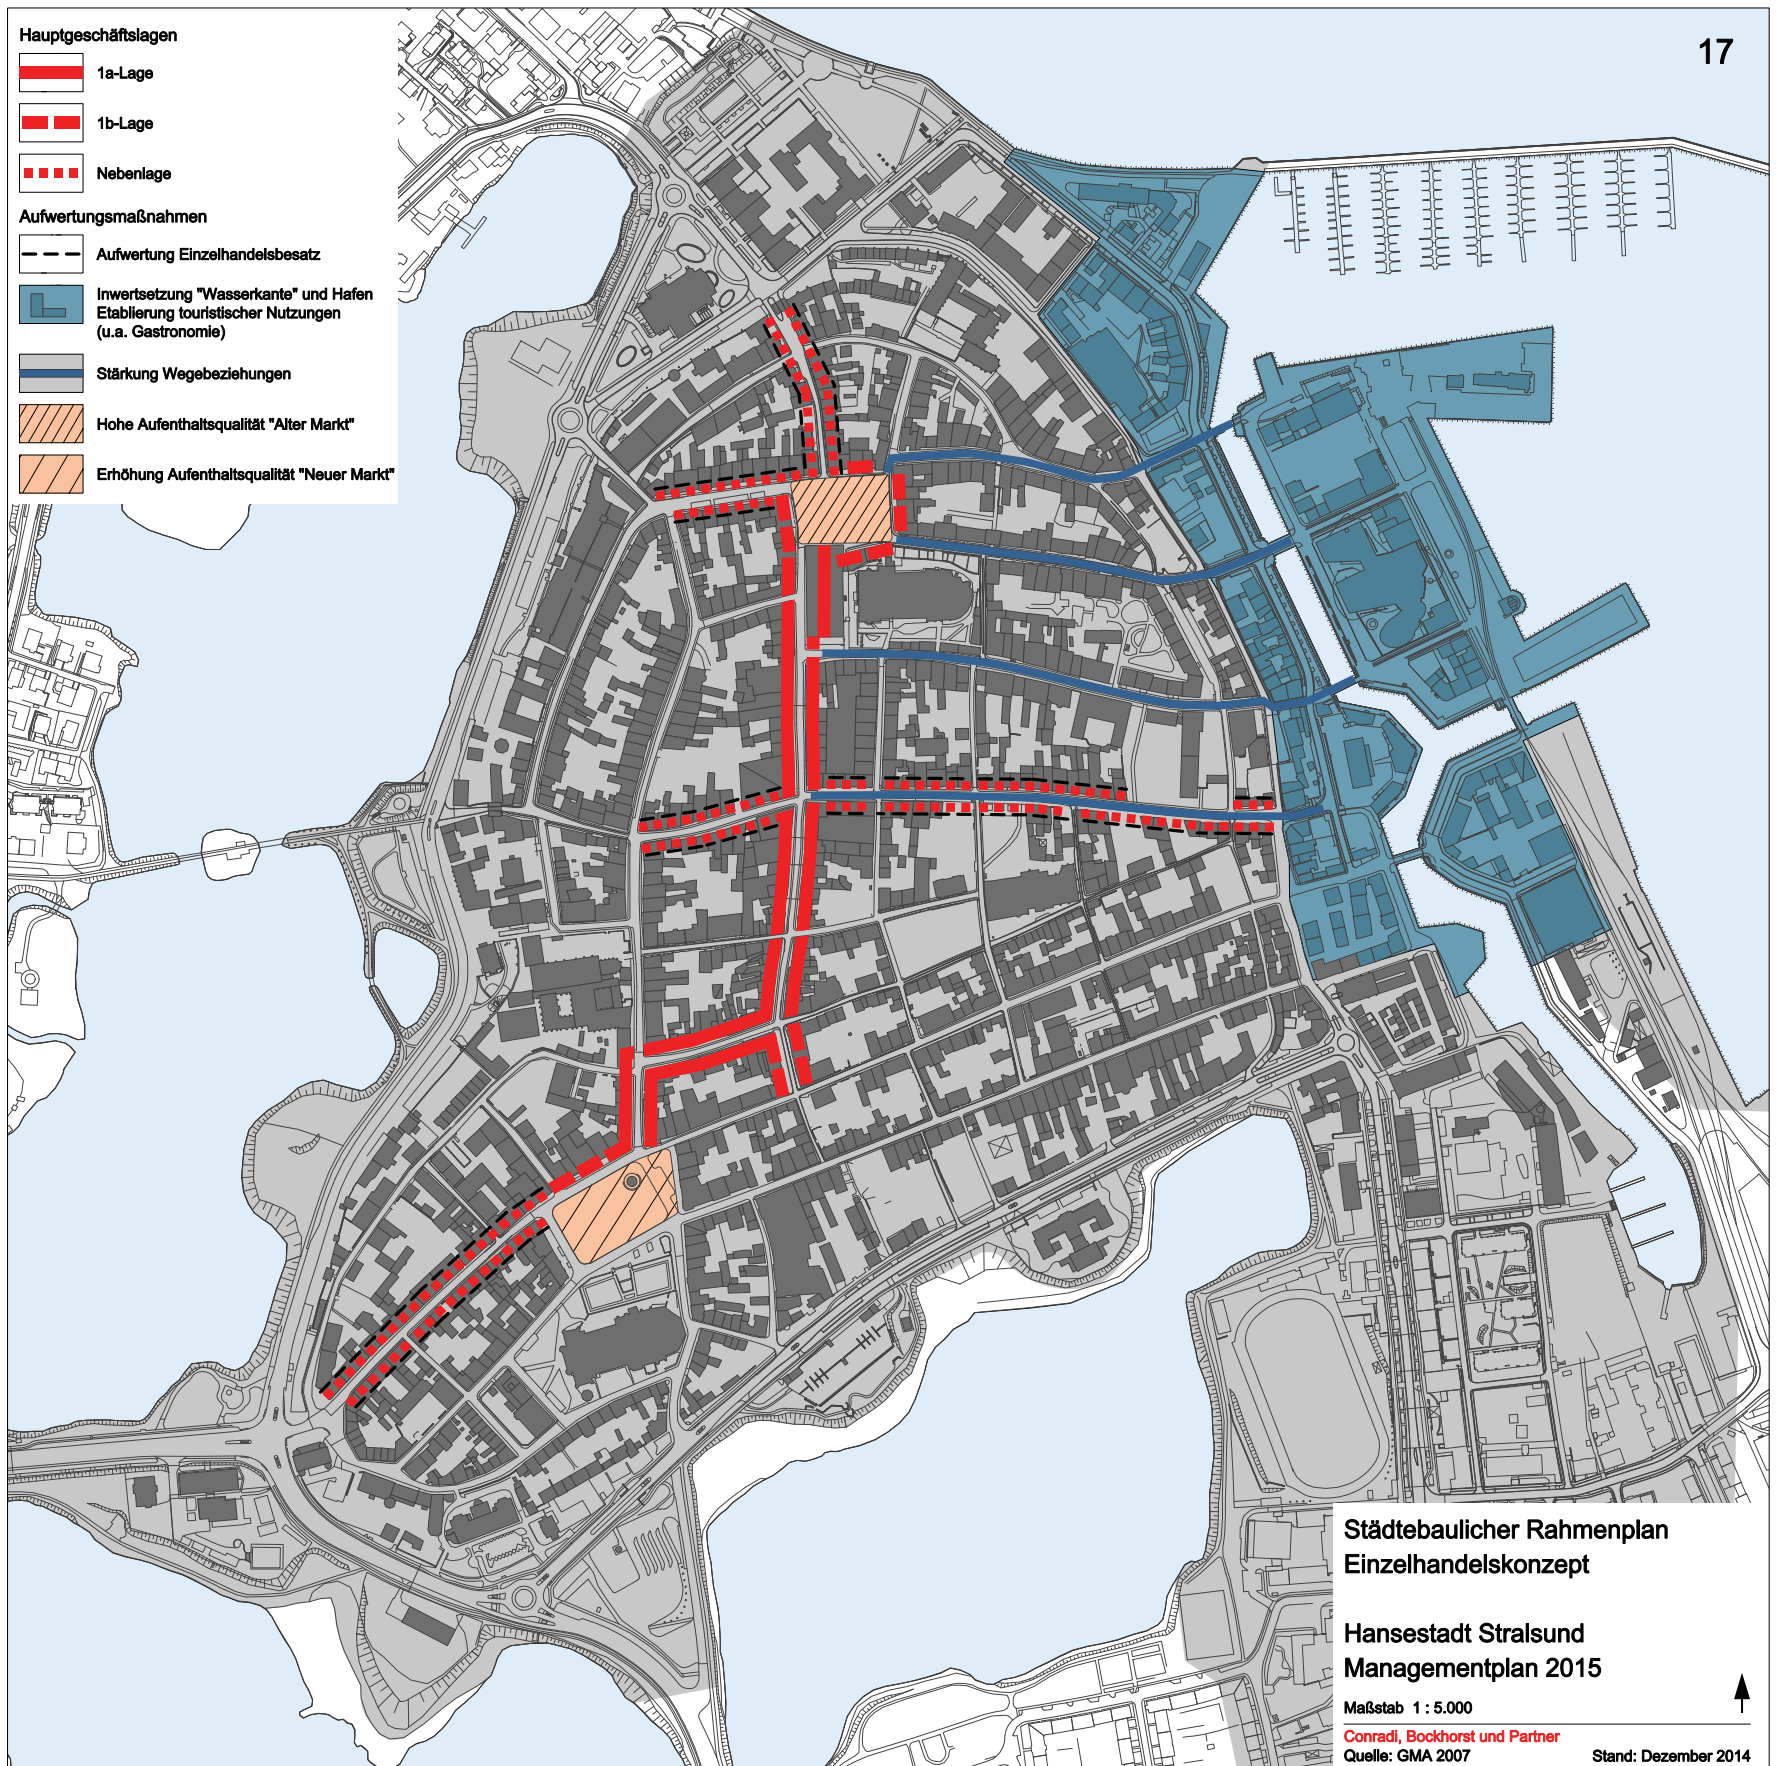 Hauptgeschäftslagen
1a-Lage
1b-Lage
Nebenlage
Aufwertungsmaßnahmen
Aufwertung Einzelhandelsbesatz
Inwertsetzung "Wasserkante" und Hafen
Etablierung touristischer Nutzungen
(u.a. Gastronomie)
Stärkung Wegebeziehungen
Hohe Aufenthaltsqualität "Alter Markt"
Erhöhung Aufenthaltsqualität "Neuer Markt"
17
Städtebaulicher Rahmenplan
Einzelhandelskonzept
Hansestadt Stralsund
Managementplan 2015
Maßstab 1 : 5.000
Conradi, Bockhorst und Partner
Quelle: GMA 2007 Stand: Dezember 2014